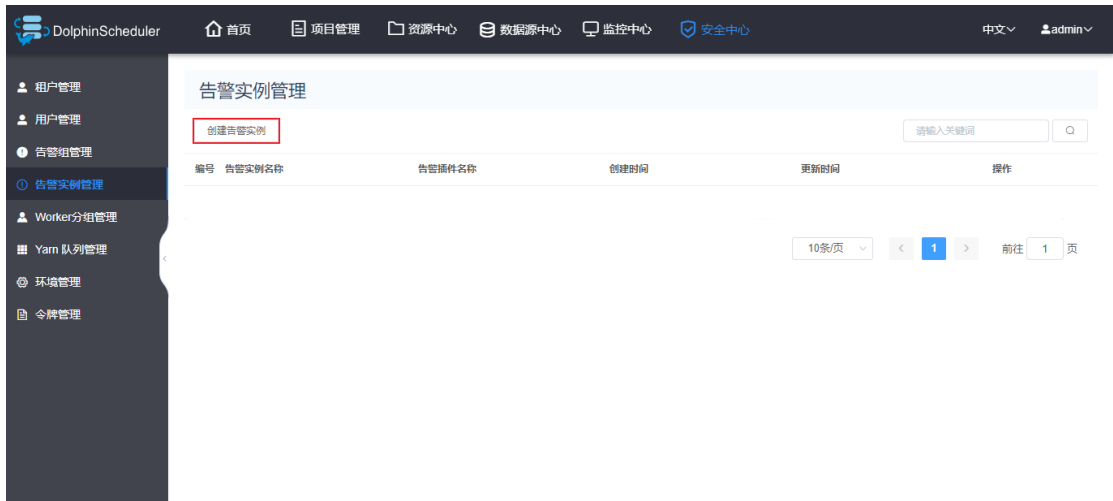 DolphinScheduler 首页 项目管理 资源中心 数据源中心 监控中心 安全中心 中文 admin
租户管理
用户管理
告警组管理
告警实例管理
Worker分组管理
Yarn 队列管理
环境管理
令牌管理
告警实例管理
创建告警实例 请输入关键词
编号 告警实例名称 告警插件名称 创建时间 更新时间 操作
10条/页 1 前往 1 页